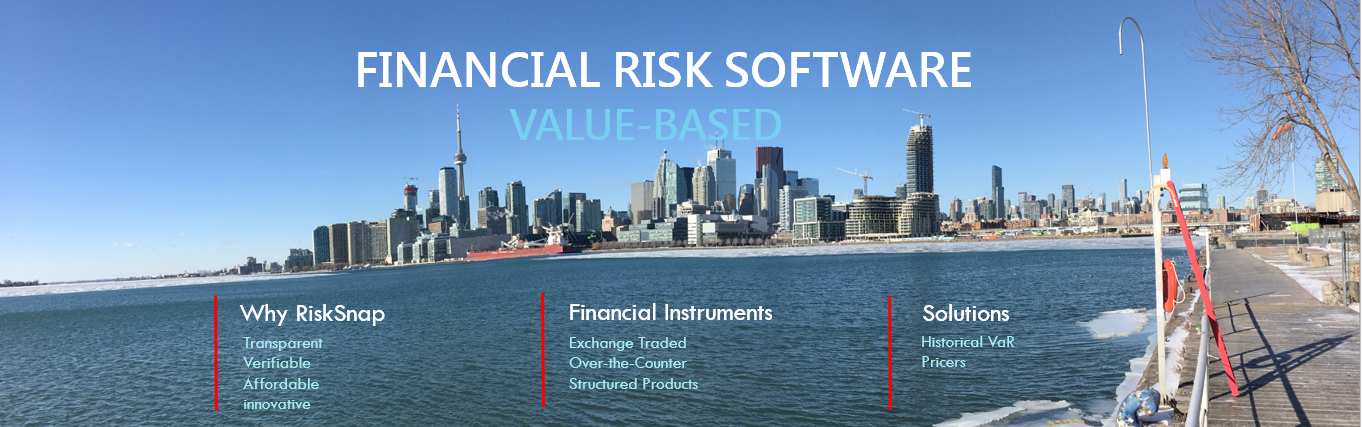 FINANCIAL RISK SOFTWARE
VALUE-BASED
Why RiskSnap
Transparent
Verifiable
Affordable
innovative
Financial Instruments
Exchange Traded
Over-the-Counter
Structured Products
Solutions
Historical VaR
Pricers